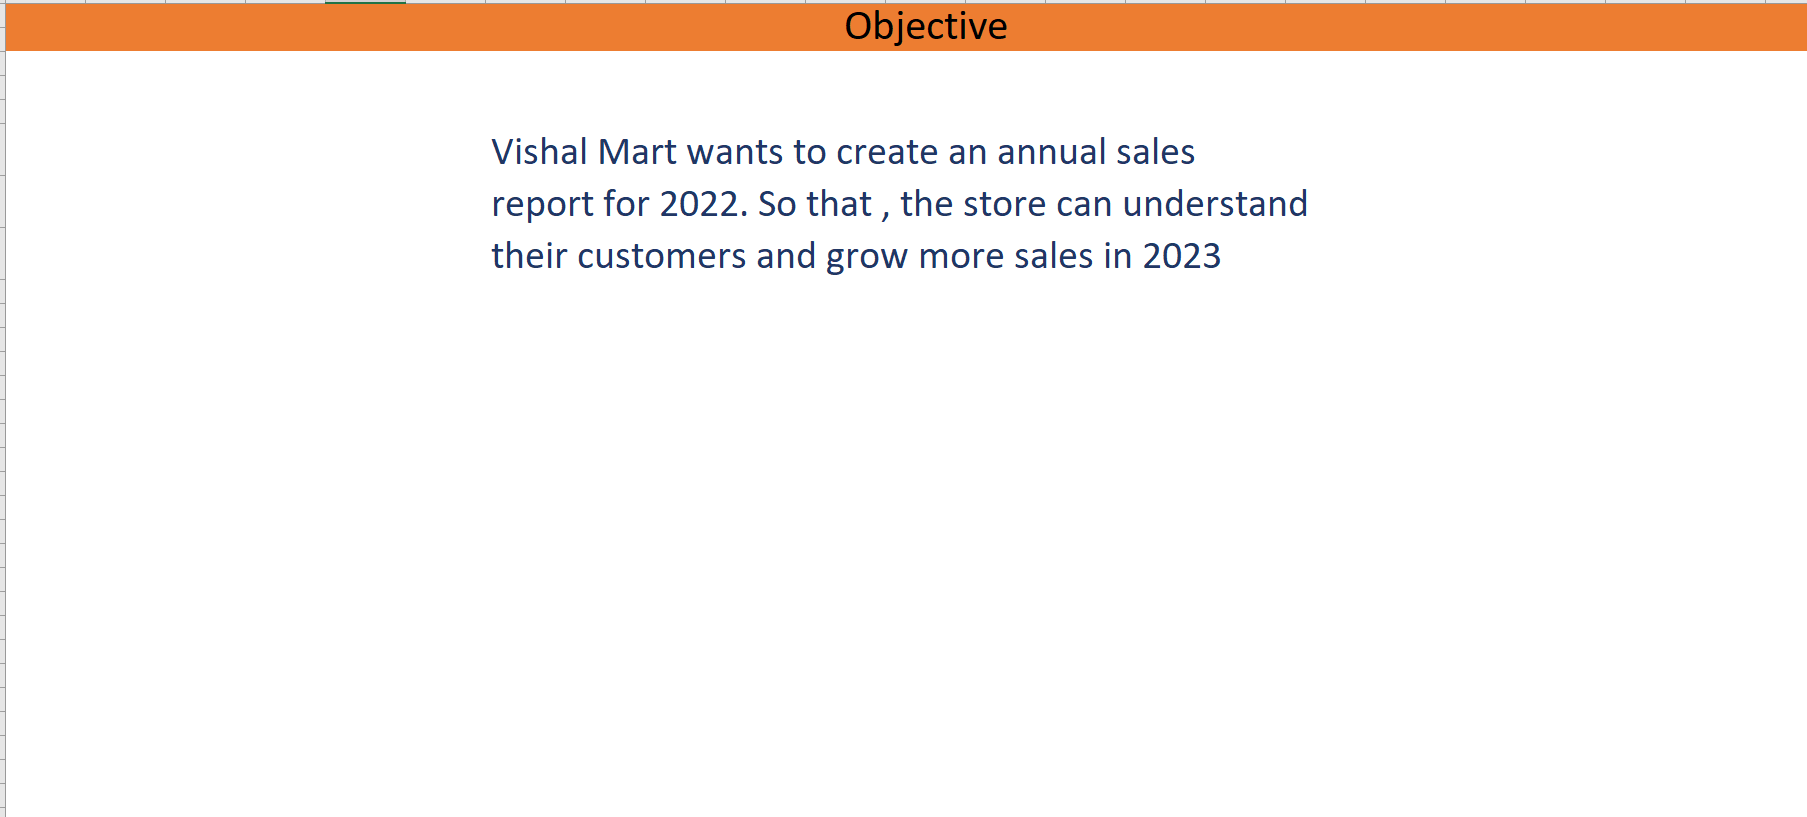 Objective
Vishal Mart wants to create an annual sales
report for 2022. So that , the store can understand
their customers and grow more sales in 2023